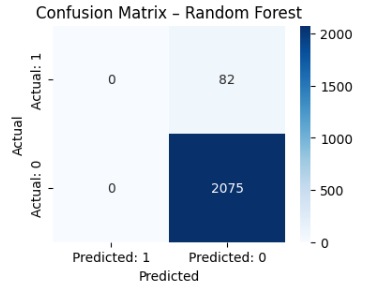 Confusion Matrix – Random Forest
Actual
Actual: 1
0
82
Actual: 0
0
2075
Predicted: 1
Predicted: 0
Predicted
2000
1500
1000
500
0